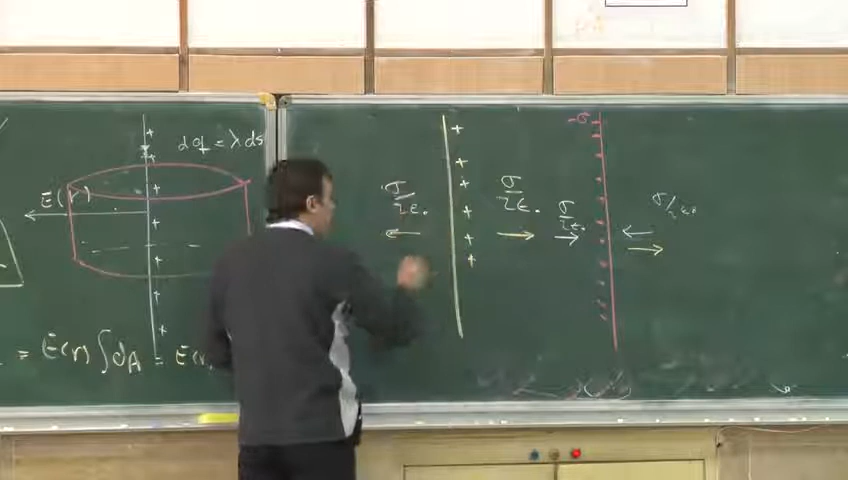 dq = λ ds
E(r)
= E(r) ∫ dA = E(r)
σ/2ε₀
+ + + + +
σ/2ε₀
σ/2ε₀
-σ
σ/2ε₀